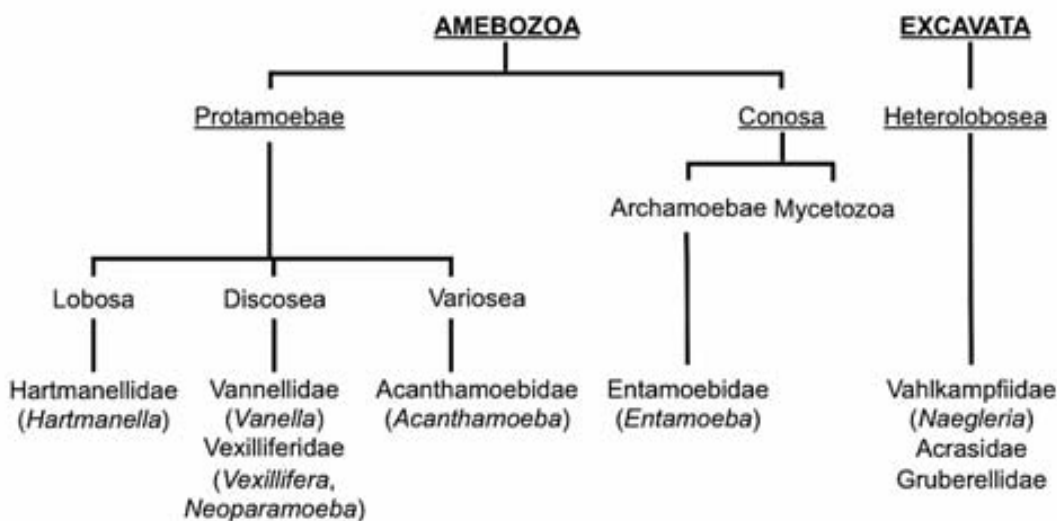 AMEBOZOA EXCAVATA
Protamoebae Conosa Heterolobosea
Archamoebae Mycetozoa
Lobosa Discosea Variosea
Hartmanellidae Vannellidae Acanthamoebidae Entamoebidae Vahlkampfiidae
(Hartmanella) (Vanella) (Acanthamoeba) (Entamoeba) (Naegleria)
Vexilliferidae Acrasidae
(Vexillifera, Gruberellidae
Neoparamoeba)